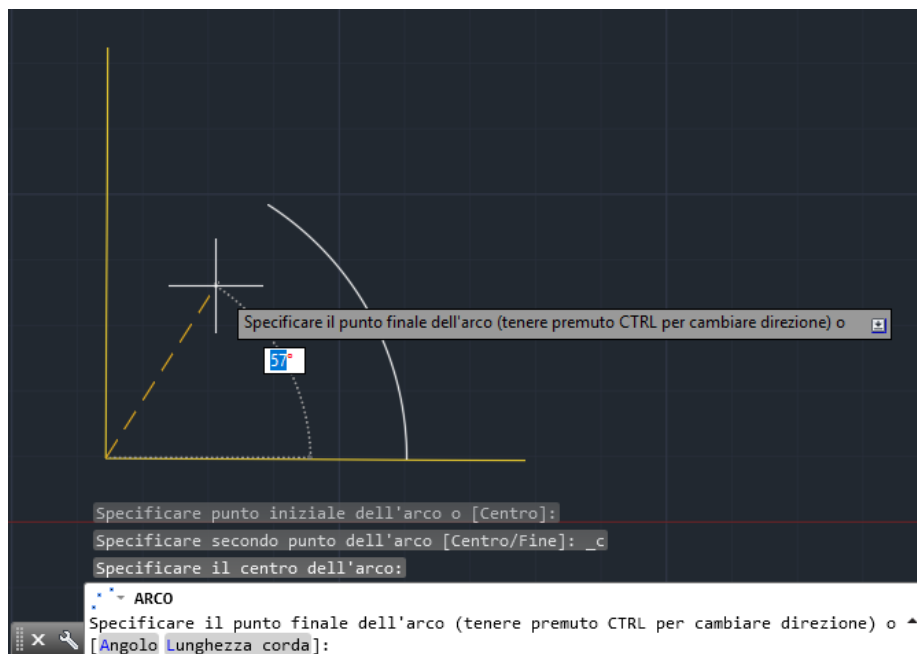 Specificare il punto finale dell'arco (tenere premuto CTRL per cambiare direzione) o
57°
Specificare punto iniziale dell'arco o [Centro]:
Specificare secondo punto dell'arco [Centro/Fine]: _c
Specificare il centro dell'arco:
ARCO
Specificare il punto finale dell'arco (tenere premuto CTRL per cambiare direzione) o
[Angolo Lunghezza corda]: